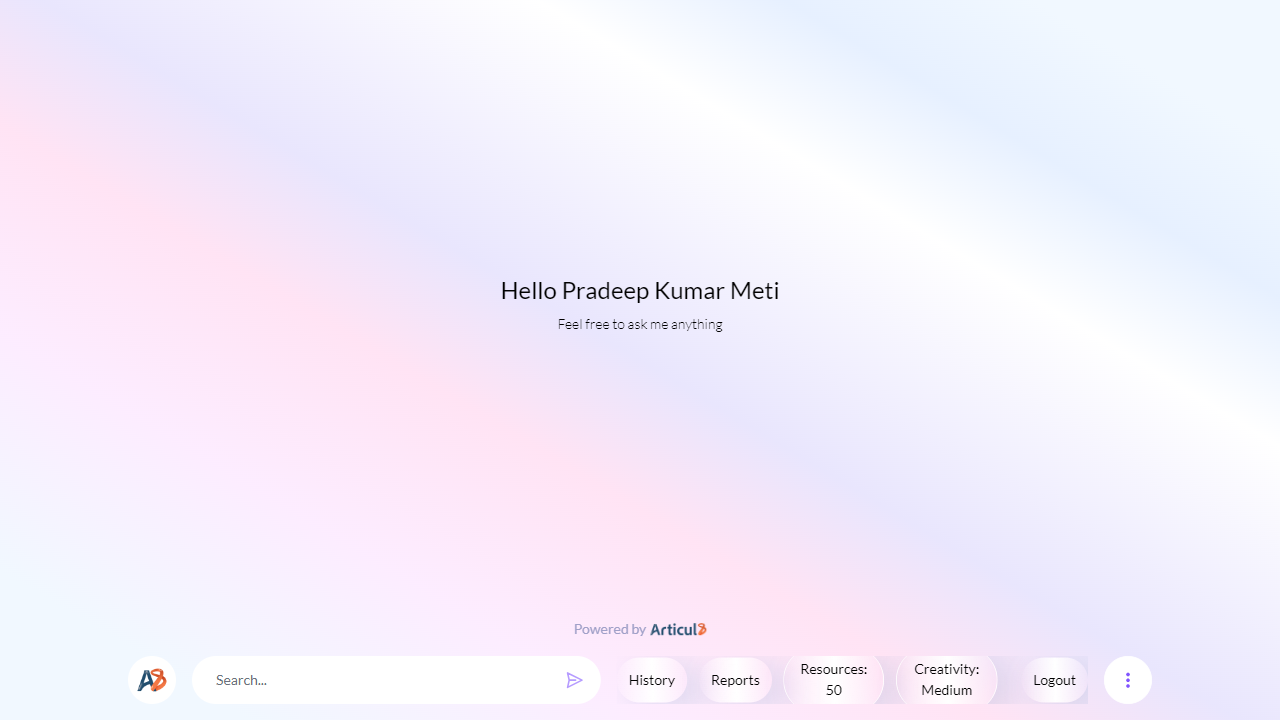 Hello Pradeep Kumar Meti
Feel free to ask me anything
Powered by Articul8
A8
Search...
History
Reports
Resources:
50
Creativity:
Medium
Logout